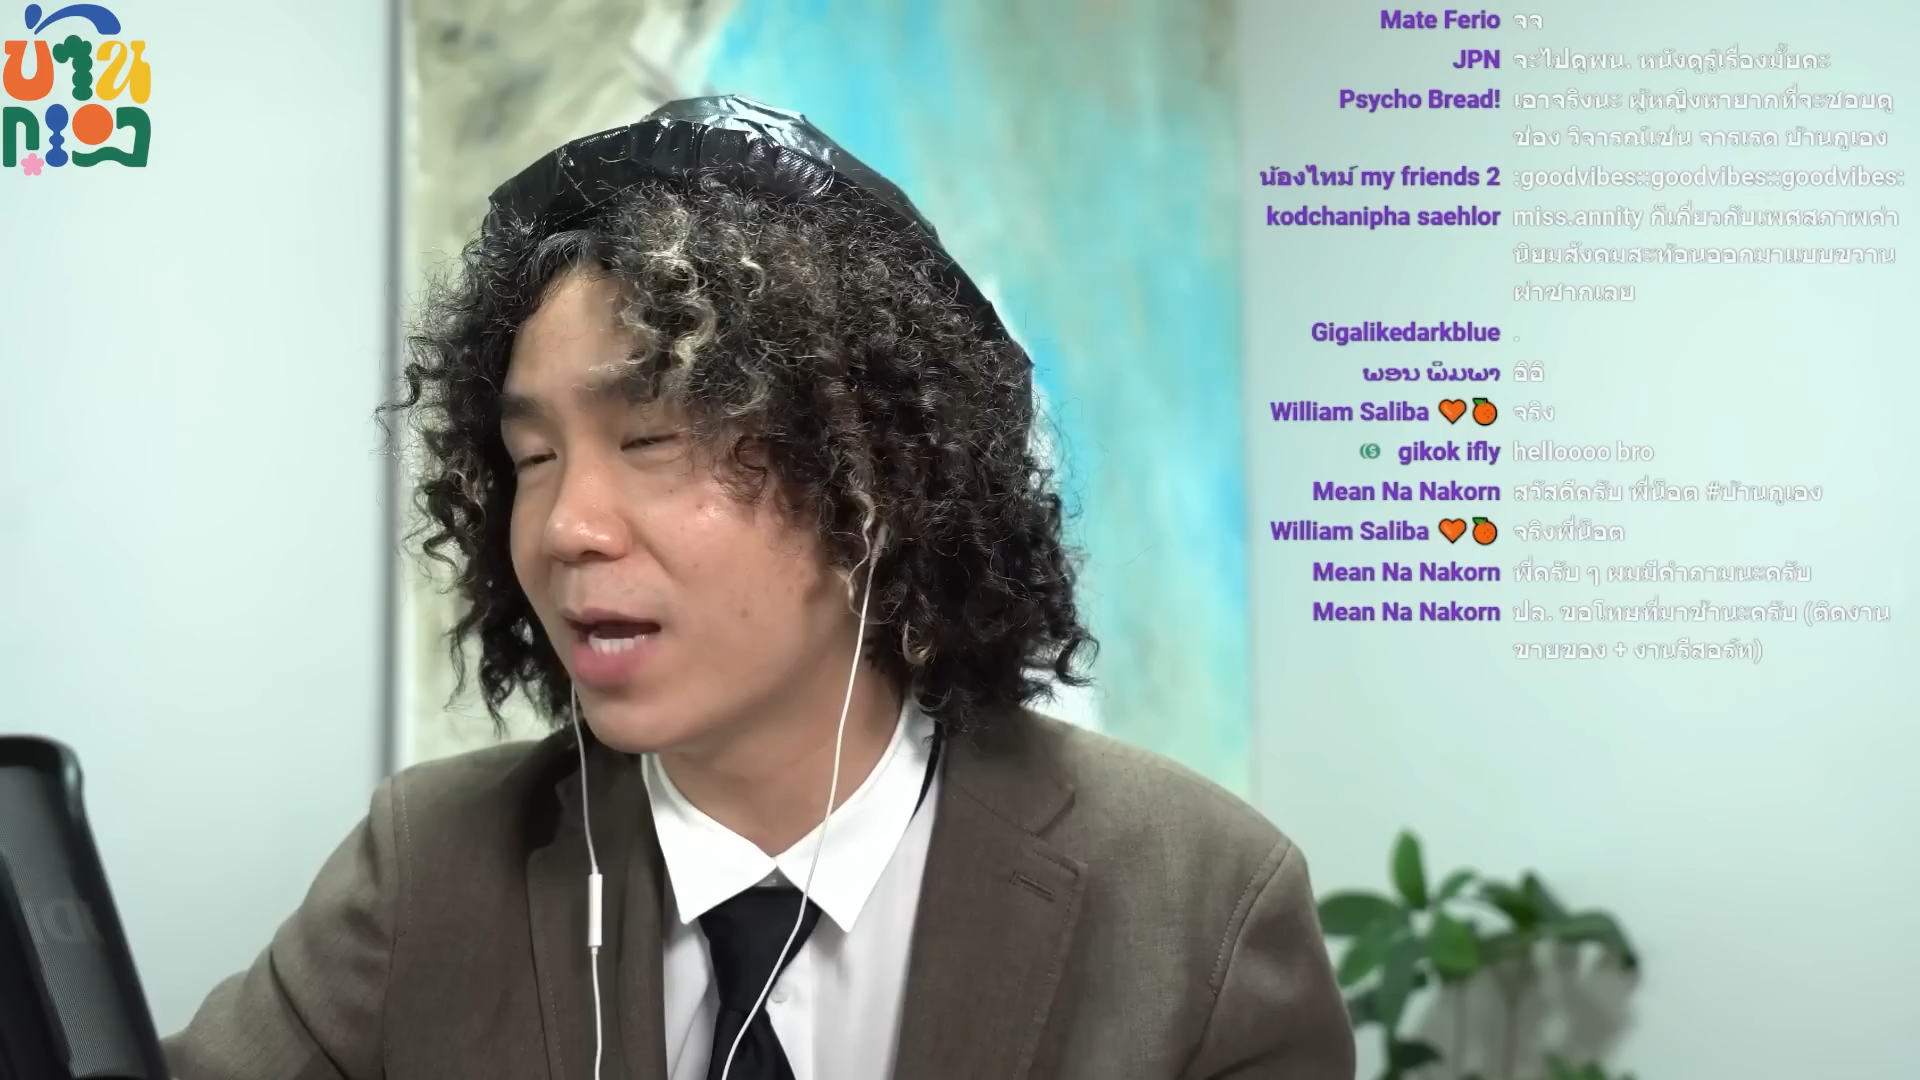 บ้าน
กูเอง
Mate Ferio จจ
JPN จะไปดูพน. หนังดูรู้เรื่องมั้ยคะ
Psycho Bread! เอาจริงนะ ผู้หญิงหายากที่จะชอบดู
ช่อง วิจารณ์เช่น จารเรด บ้านกูเอง
น้องไหม์ my friends 2 :goodvibes::goodvibes::goodvibes:
kodchanipha saehlor miss.annity ก็เกี่ยวกับเพศสภาพค่า
นิยมสังคมสะท้อนออกมาแบบขวาน
ผ่าซากเลย
Gigalikedarkblue .
ພອນ ພິມພາ อิอิ
William Saliba 🧡🍊 จริง
gikok ifly helloooo bro
Mean Na Nakorn สวัสดีครับ พี่น็อต #บ้านกูเอง
William Saliba 🧡🍊 จริงพี่น็อต
Mean Na Nakorn พี่ครับ ๆ ผมมีคำถามนะครับ
Mean Na Nakorn ปล. ขอโทษที่มาช้านะครับ (ติดงาน
ขายของ + งานรีสอร์ท)